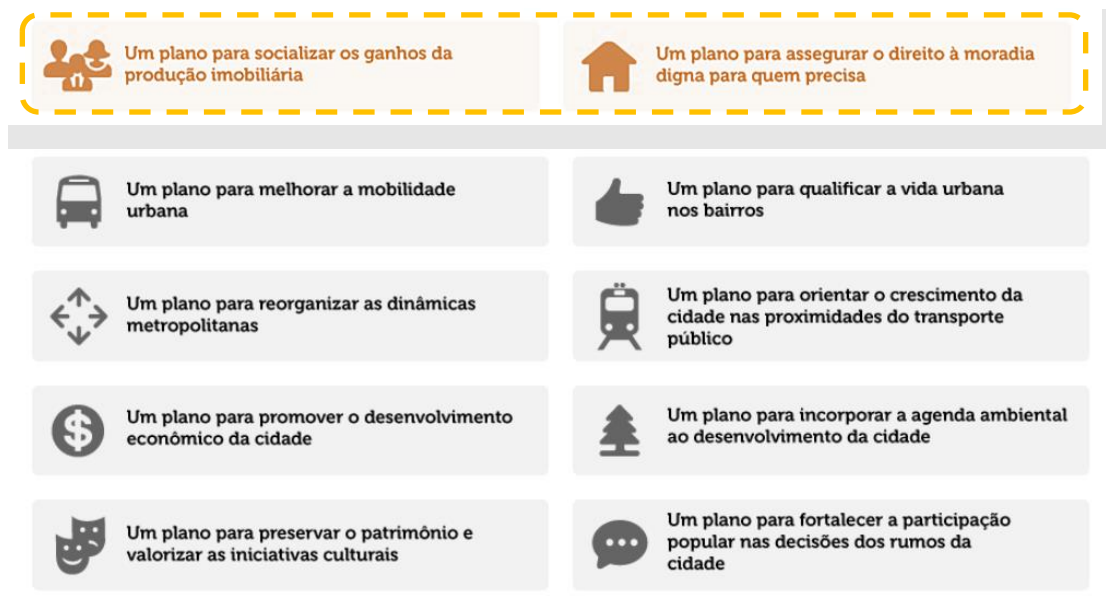 Um plano para socializar os ganhos da
produção imobiliária
Um plano para assegurar o direito à moradia
digna para quem precisa
Um plano para melhorar a mobilidade
urbana
Um plano para qualificar a vida urbana
nos bairros
Um plano para reorganizar as dinâmicas
metropolitanas
Um plano para orientar o crescimento da
cidade nas proximidades do transporte
público
Um plano para promover o desenvolvimento
econômico da cidade
Um plano para incorporar a agenda ambiental
ao desenvolvimento da cidade
Um plano para preservar o patrimônio e
valorizar as iniciativas culturais
Um plano para fortalecer a participação
popular nas decisões dos rumos da
cidade